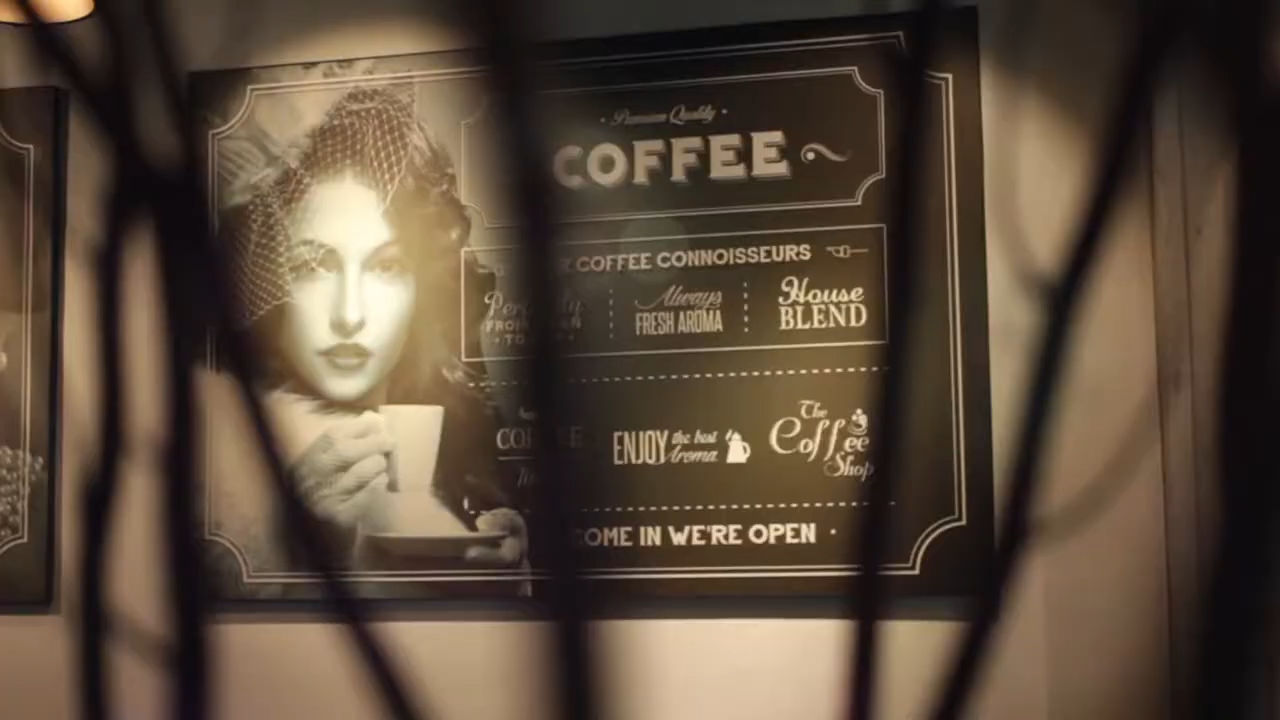 Premium Quality
COFFEE
COFFEE CONNOISSEURS
Always
FRESH AROMA
House
BLEND
ENJOY the best Aroma
The
Coffee
Shop
COME IN WE'RE OPEN